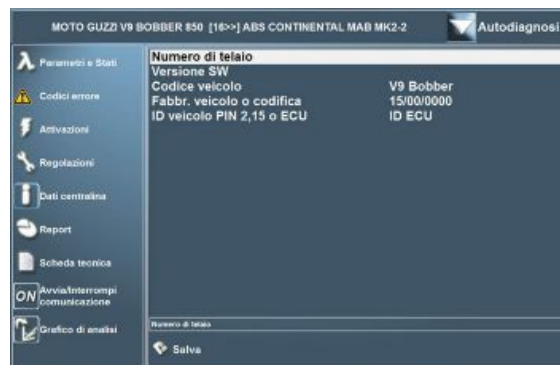 MOTO GUZZI V9 BOBBER 850 [16>>] ABS CONTINENTAL MAB MK2-2
Autodiagnosi
Parametri e Stati
Codici errore
Attivazioni
Regolazioni
Dati centralina
Report
Scheda tecnica
ON Avvia/Interrompi
comunicazione
Grafico di analisi
Numero di telaio
Versione SW
Codice veicolo V9 Bobber
Fabbr. veicolo o codifica 15/00/0000
ID veicolo PIN 2,15 o ECU ID ECU
Numero di telaio
Salva